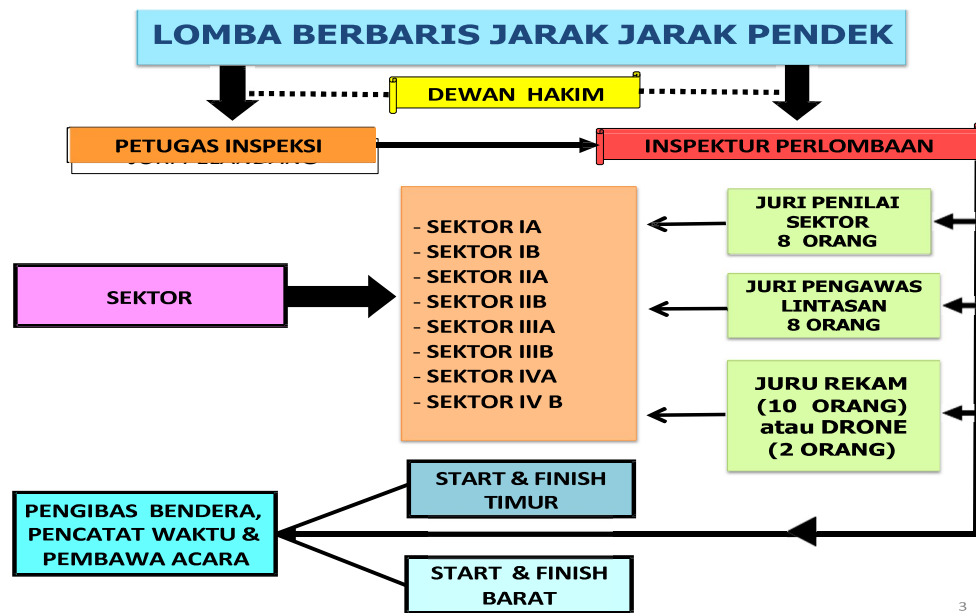 LOMBA BERBARIS JARAK JARAK PENDEK
DEWAN HAKIM
PETUGAS INSPEKSI
INSPEKTUR PERLOMBAAN
- SEKTOR IA
- SEKTOR IB
- SEKTOR IIA
- SEKTOR IIB
- SEKTOR IIIA
- SEKTOR IIIB
- SEKTOR IVA
- SEKTOR IV B
SEKTOR
JURI PENILAI
SEKTOR
8 ORANG
JURI PENGAWAS
LINTASAN
8 ORANG
JURU REKAM
(10 ORANG)
atau DRONE
(2 ORANG)
START & FINISH
TIMUR
PENGIBAS BENDERA,
PENCATAT WAKTU &
PEMBAWA ACARA
START & FINISH
BARAT
3